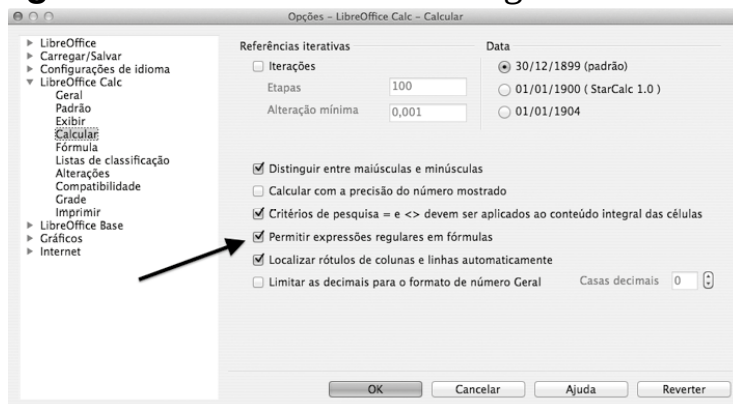 Opções – LibreOffice Calc – Calcular
LibreOffice
Carregar/Salvar
Configurações de idioma
LibreOffice Calc
Geral
Padrão
Exibir
Calcular
Fórmula
Listas de classificação
Alterações
Compatibilidade
Grade
Imprimir
LibreOffice Base
Gráficos
Internet
Referências iterativas
Iterações
Etapas 100
Alteração mínima 0,001
Data
30/12/1899 (padrão)
01/01/1900 ( StarCalc 1.0 )
01/01/1904
Distinguir entre maiúsculas e minúsculas
Calcular com a precisão do número mostrado
Critérios de pesquisa = e <> devem ser aplicados ao conteúdo integral das células
Permitir expressões regulares em fórmulas
Localizar rótulos de colunas e linhas automaticamente
Limitar as decimais para o formato de número Geral Casas decimais 0
OK Cancelar Ajuda Reverter